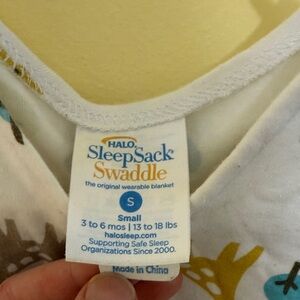 HALO
SleepSack®
Swaddle
the original wearable blanket
S
Small
3 to 6 mos | 13 to 18 lbs
halosleep.com
Supporting Safe Sleep
Organizations Since 2000.
Made in China